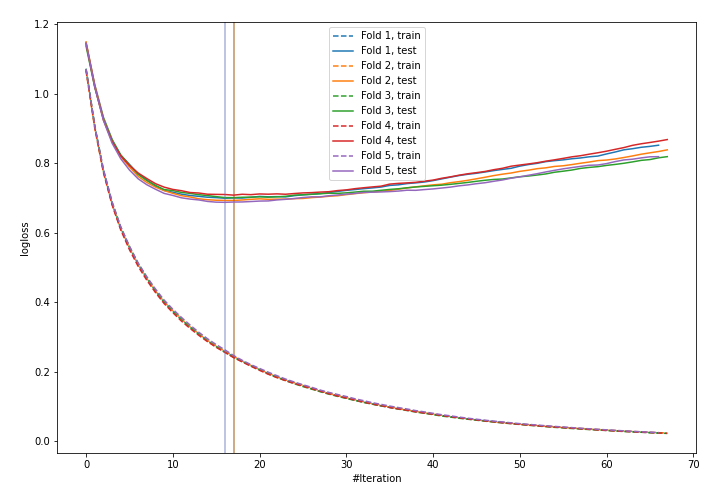 1.2
1.0
0.8
0.6
0.4
0.2
0.0
logloss
Fold 1, train
Fold 1, test
Fold 2, train
Fold 2, test
Fold 3, train
Fold 3, test
Fold 4, train
Fold 4, test
Fold 5, train
Fold 5, test
0 10 20 30 40 50 60 70
#Iteration